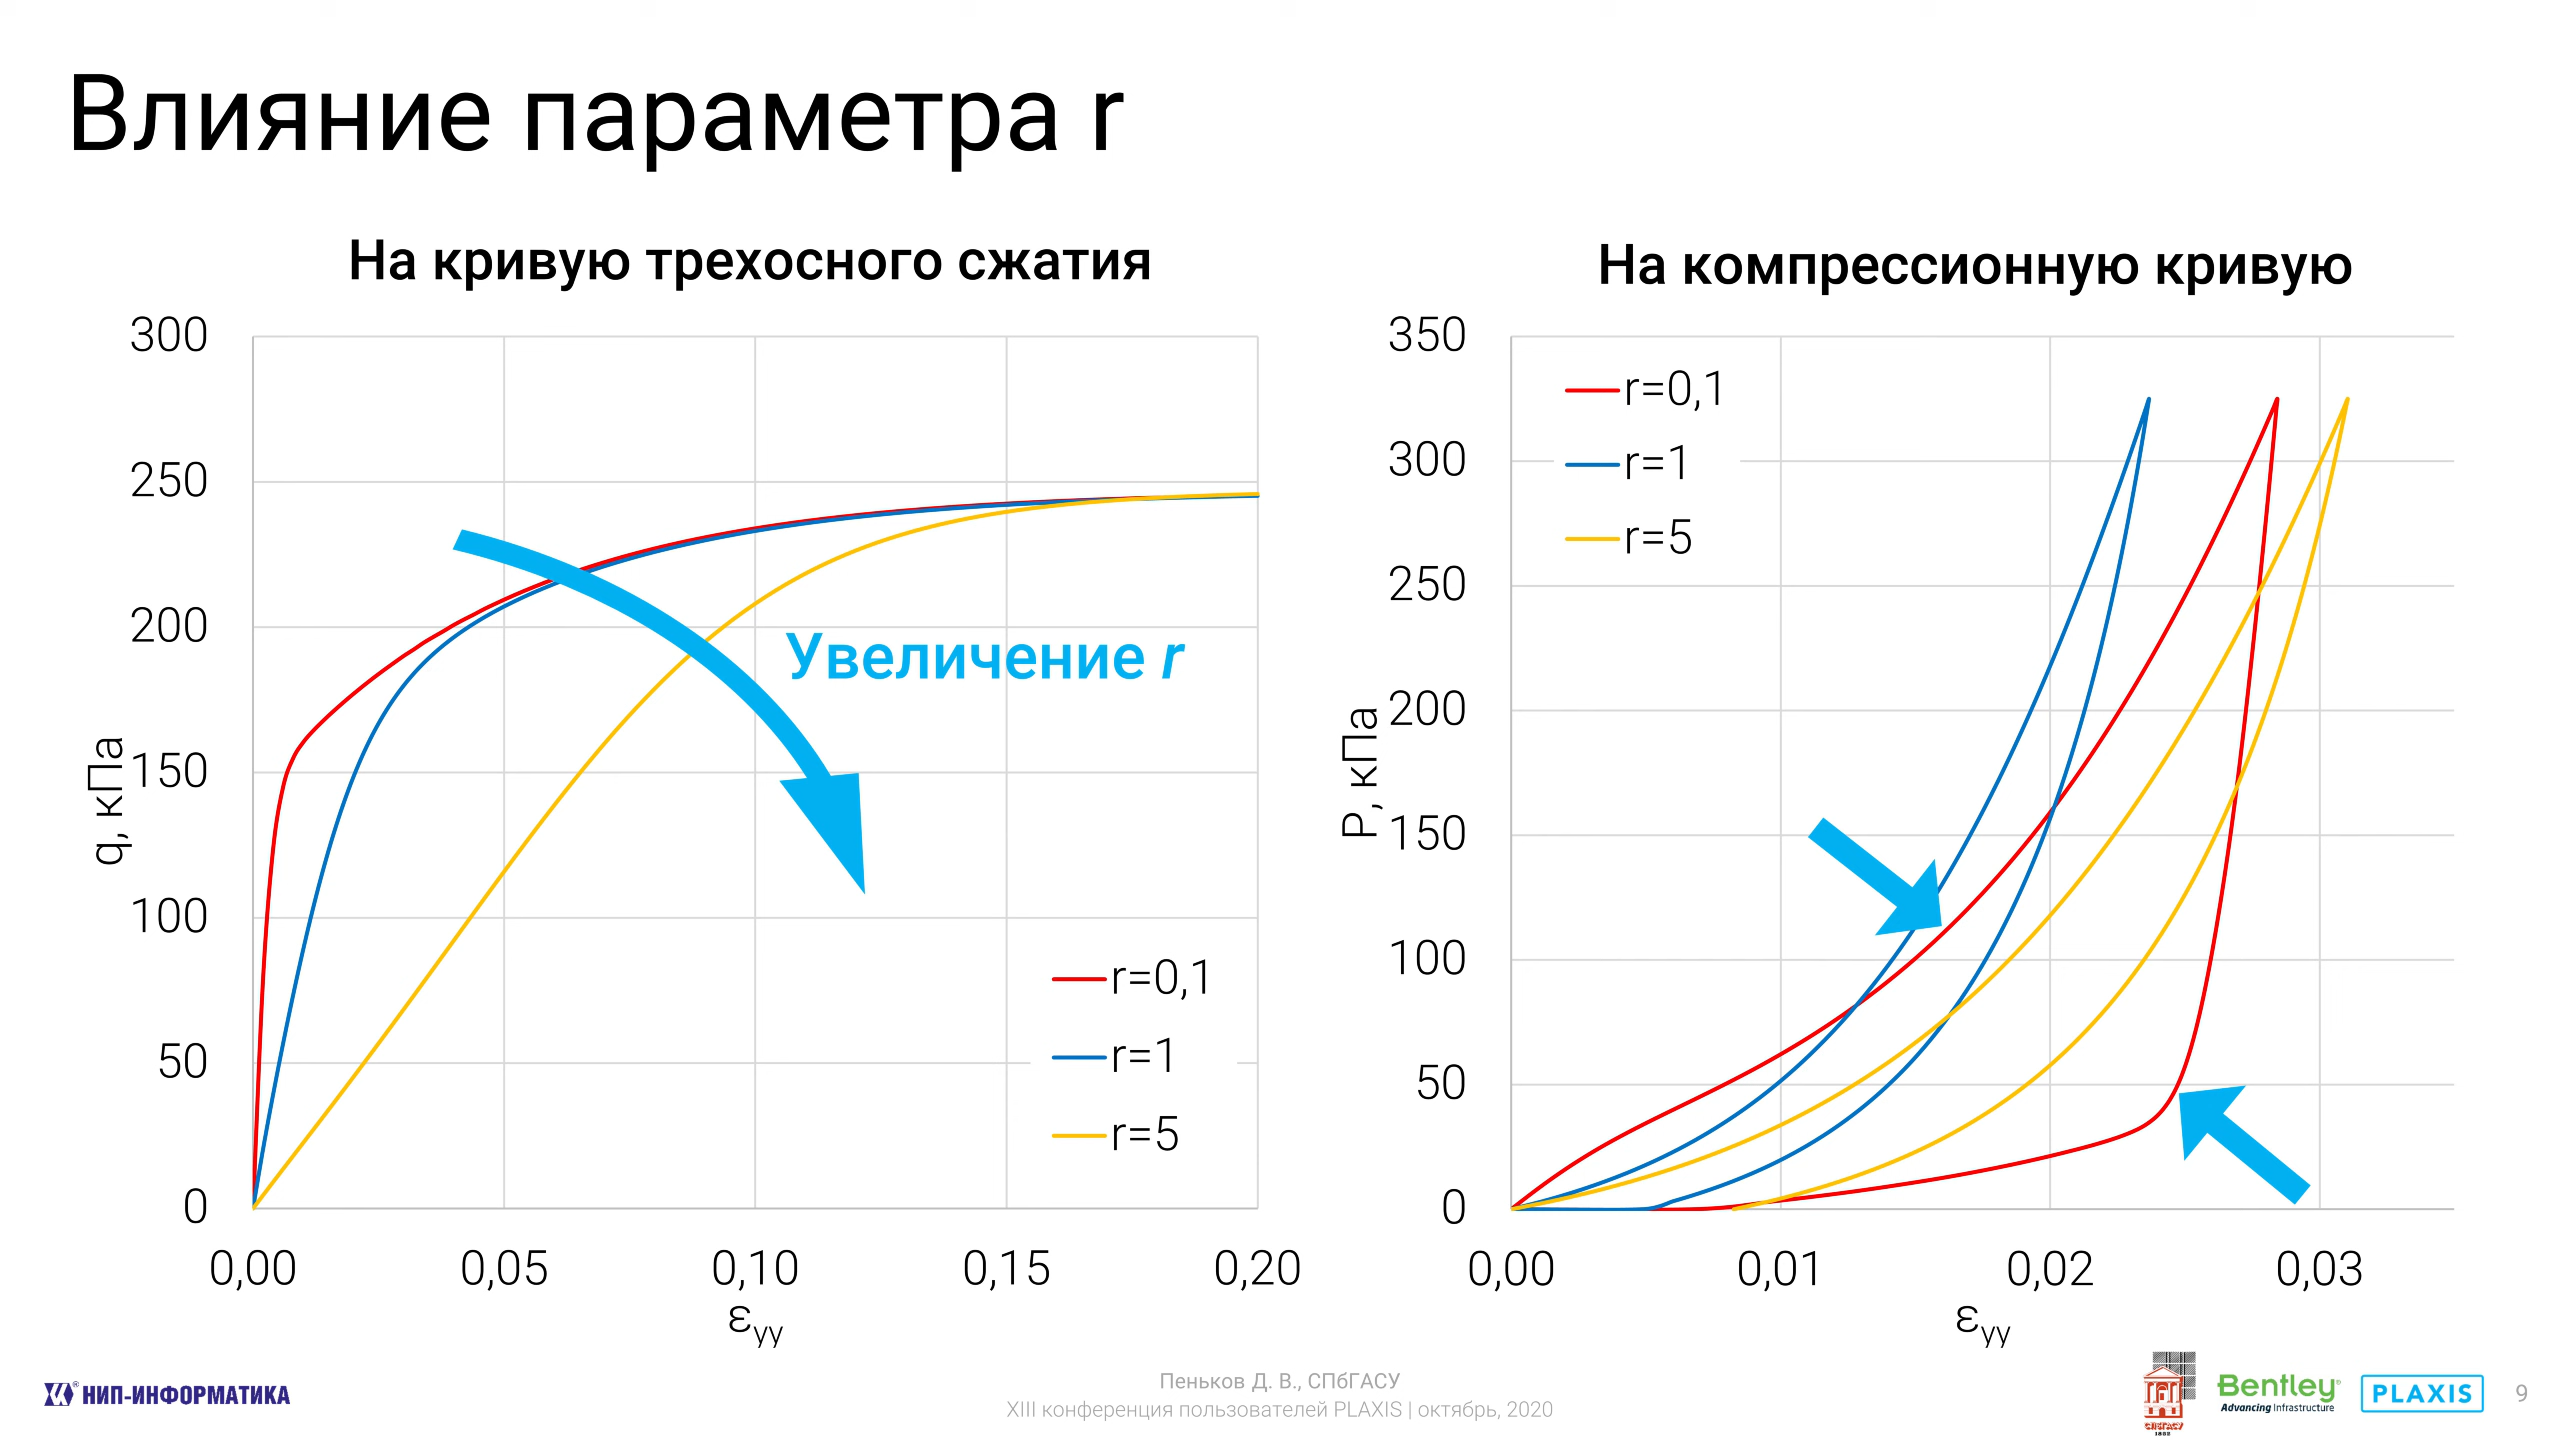 Влияние параметра r
На кривую трехосного сжатия
300
250
200
150
100
50
0
q, кПа
0,00
0,05
0,10
0,15
0,20
εyy
Увеличение r
r=0,1
r=1
r=5
На компрессионную кривую
350
300
250
200
150
100
50
0
P, кПа
0,00
0,01
0,02
0,03
εyy
r=0,1
r=1
r=5
НИП-ИНФОРМАТИКА
Пеньков Д. В., СПбГАСУ
XIII конференция пользователей PLAXIS | октябрь, 2020
СПбГАСУ
1832
Bentley®
Advancing Infrastructure
PLAXIS
9